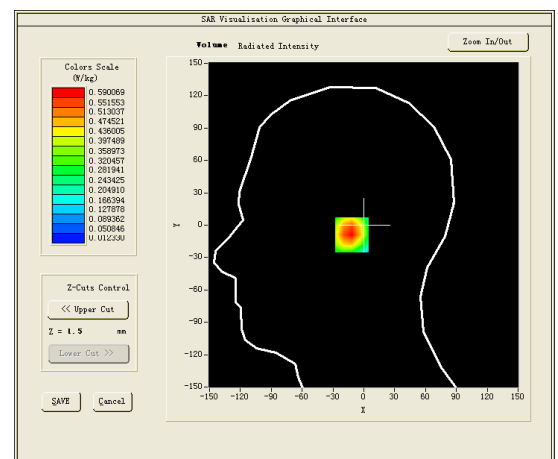 SAR Visualisation Graphical Interface
Volume Radiated Intensity
Zoom In/Out
Colors Scale
(W/kg)
0.590069
0.551553
0.513037
0.474521
0.436005
0.397489
0.358973
0.320457
0.281941
0.243425
0.204910
0.166394
0.127878
0.089362
0.050846
0.012330
Z-Cuts Control
<< Upper Cut
Z = 1.5 mm
Lower Cut >>
SAVE
Cancel
150
120
90
60
30
0
-30
-60
-90
-120
-150
Y
-150 -120 -90 -60 -30 0 30 60 90 120 150
X